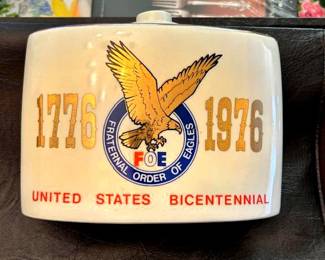 1776 1976
FOE
FRATERNAL ORDER OF EAGLES
UNITED STATES BICENTENNIAL